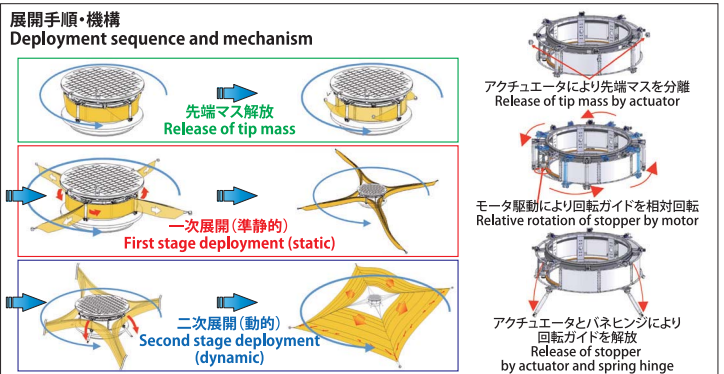 展開手順・機構
Deployment sequence and mechanism
先端マス解放
Release of tip mass
一次展開（準静的）
First stage deployment (static)
二次展開（動的）
Second stage deployment
(dynamic)
アクチュエータにより先端マスを分離
Release of tip mass by actuator
モータ駆動により回転ガイドを相対回転
Relative rotation of stopper by motor
アクチュエータとバネヒンジにより
回転ガイドを解放
Release of stopper
by actuator and spring hinge